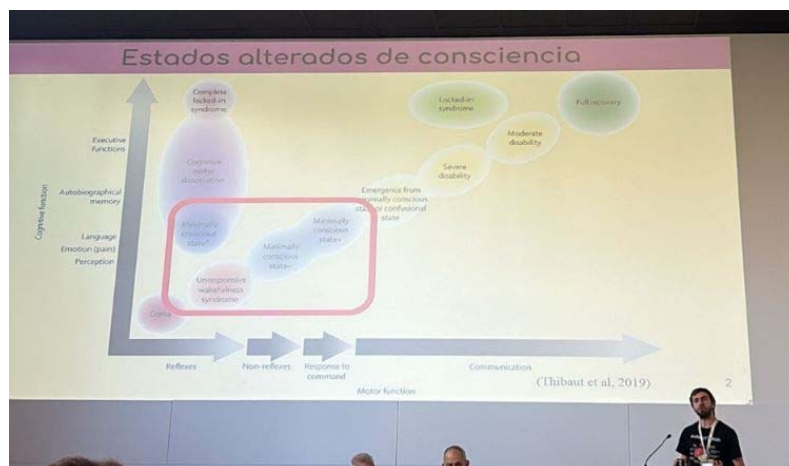 Estados alterados de consciencia
Complete
locked-in
syndrome
Locked-in
syndrome
Full recovery
Executive
functions
Moderate
disability
Cognitive
motor
dissociation
Severe
disability
Cognitive function
Autobiographical
memory
Emergence from
minimally conscious
state or confusional
state
Language
Emotion (pain)
Perception
Minimally
conscious
state*
Minimally
conscious
state–
Minimally
conscious
state+
Unresponsive
wakefulness
syndrome
Coma
Reflexes
Non-reflexes
Response to
command
Communication
Motor function
(Thibaut et al, 2019)
2